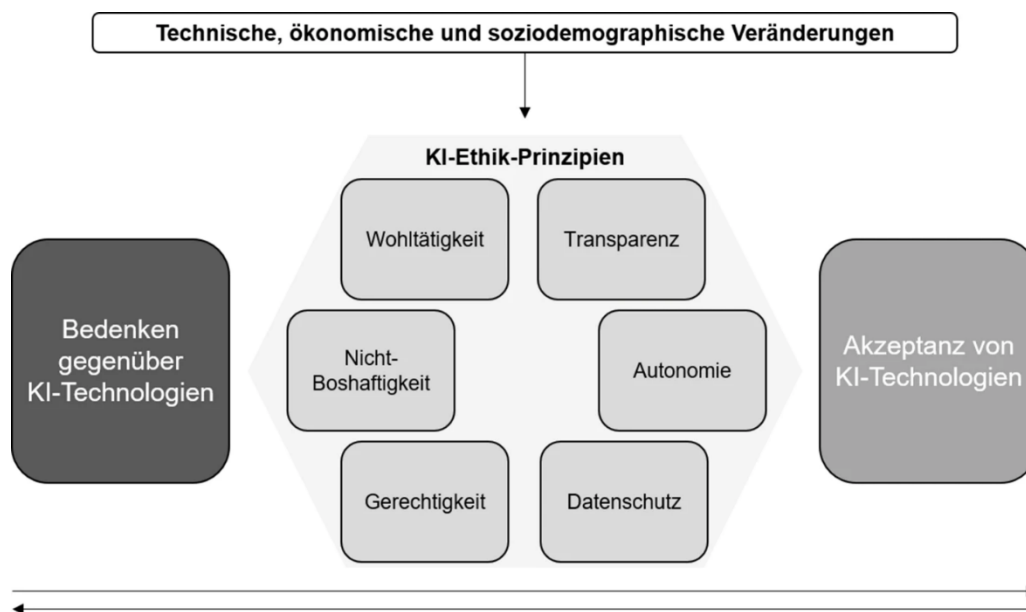 Technische, ökonomische und soziodemographische Veränderungen
KI-Ethik-Prinzipien
Wohltätigkeit
Transparenz
Bedenken
gegenüber
KI-Technologien
Nicht-
Boshaftigkeit
Autonomie
Akzeptanz von
KI-Technologien
Gerechtigkeit
Datenschutz